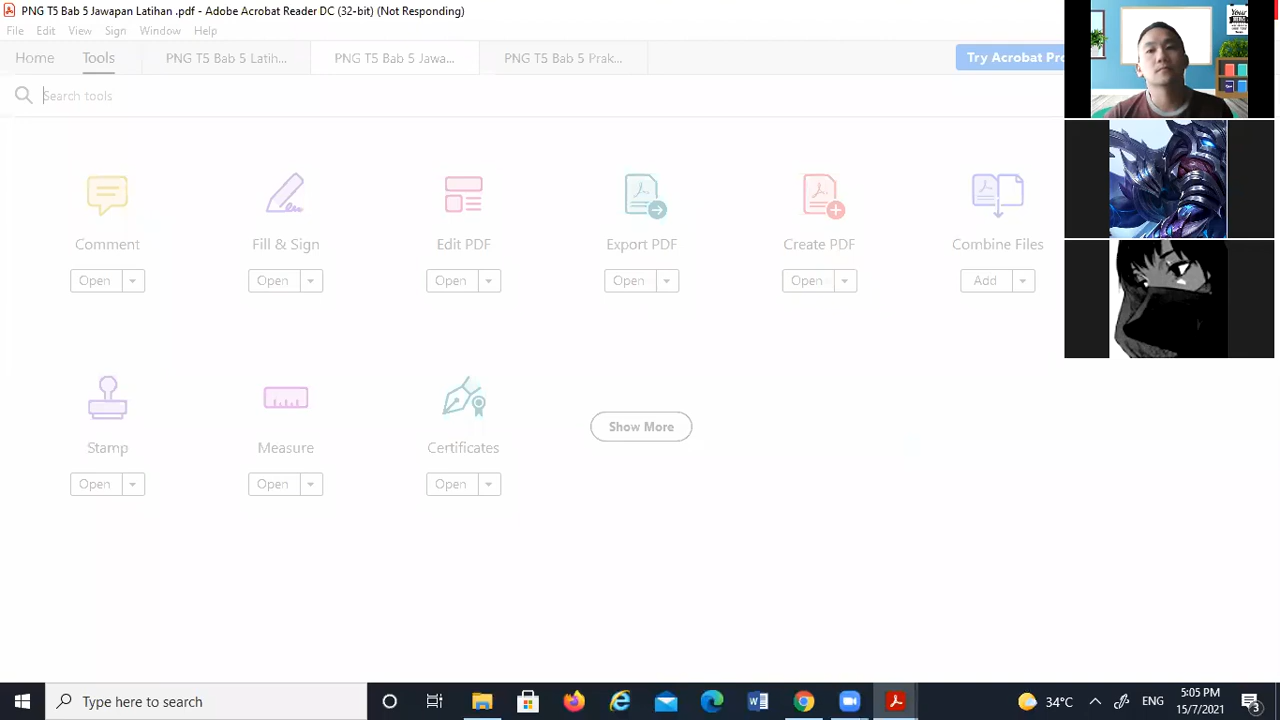 PNG T5 Bab 5 Jawapan Latihan .pdf - Adobe Acrobat Reader DC (32-bit) (Not Responding)
File Edit View Sign Window Help
Home Tools PNG T5 Bab 5 Latih... PNG T5 Bab 5 Jawa... PNG T5 Bab 5 Prak... Try Acrobat Pro
Search tools
Comment Fill & Sign Edit PDF Export PDF Create PDF Combine Files
Open Open Open Open Open Add
Show More
Stamp Measure Certificates
Open Open Open
Type here to search
34°C ENG
5:05 PM
15/7/2021
3